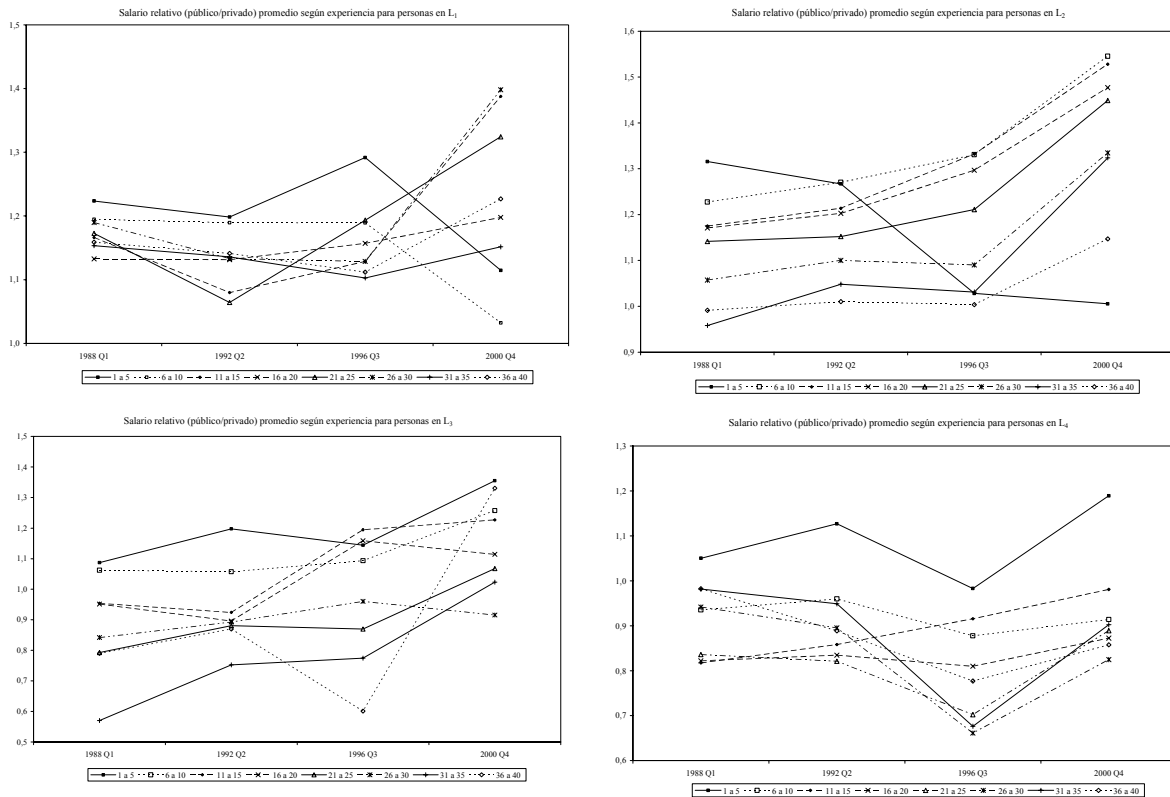 Salario relativo (público/privado) promedio según experiencia para personas en L₁
1,5
1,4
1,3
1,2
1,1
1,0
1988 Q1 1992 Q2 1996 Q3 2000 Q4
1 a 5 6 a 10 11 a 15 16 a 20 21 a 25 26 a 30 31 a 35 36 a 40
Salario relativo (público/privado) promedio según experiencia para personas en L₂
1,6
1,5
1,4
1,3
1,2
1,1
1,0
0,9
1988 Q1 1992 Q2 1996 Q3 2000 Q4
1 a 5 6 a 10 11 a 15 16 a 20 21 a 25 26 a 30 31 a 35 36 a 40
Salario relativo (público/privado) promedio según experiencia para personas en L₃
1,5
1,4
1,3
1,2
1,1
1,0
0,9
0,8
0,7
0,6
0,5
1988 Q1 1992 Q2 1996 Q3 2000 Q4
1 a 5 6 a 10 11 a 15 16 a 20 21 a 25 26 a 30 31 a 35 36 a 40
Salario relativo (público/privado) promedio según experiencia para personas en L₄
1,3
1,2
1,1
1,0
0,9
0,8
0,7
0,6
1988 Q1 1992 Q2 1996 Q3 2000 Q4
1 a 5 6 a 10 11 a 15 16 a 20 21 a 25 26 a 30 31 a 35 36 a 40